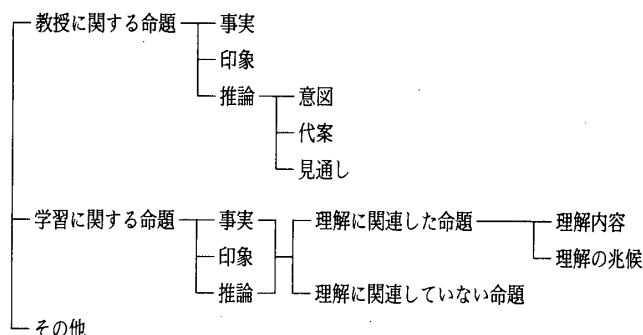 教授に関する命題 事実
印象
推論 意図
代案
見通し
学習に関する命題 事実 理解に関連した命題 理解内容
印象 理解の兆候
推論 理解に関連していない命題
その他